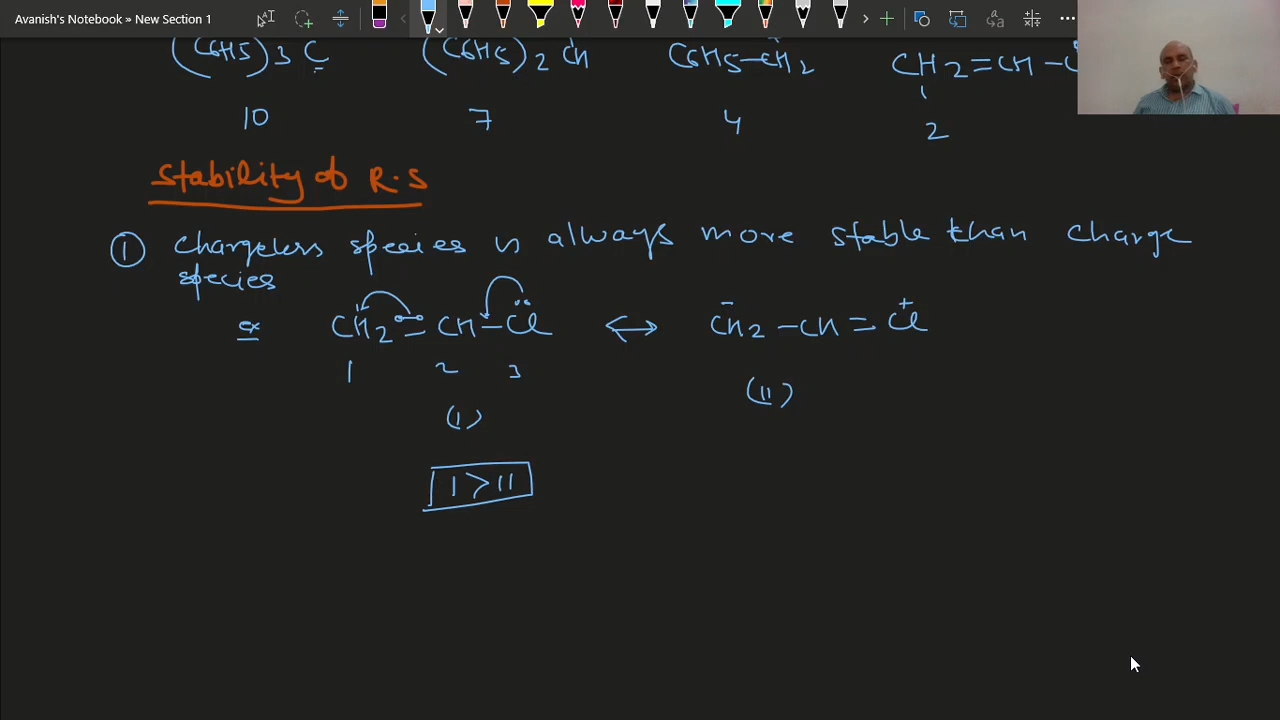 Avanish's Notebook » New Section 1
(C6H5)3 C (C6H5)2 CH C6H5-CH2 CH2=CH-C
10 7 4 2
Stability of R.S
① chargeless species is always more stable than charge
species
ex CH2=CH-Cl ↔ CH2-CH=Cl
1 2 3
(I) (II)
I > II